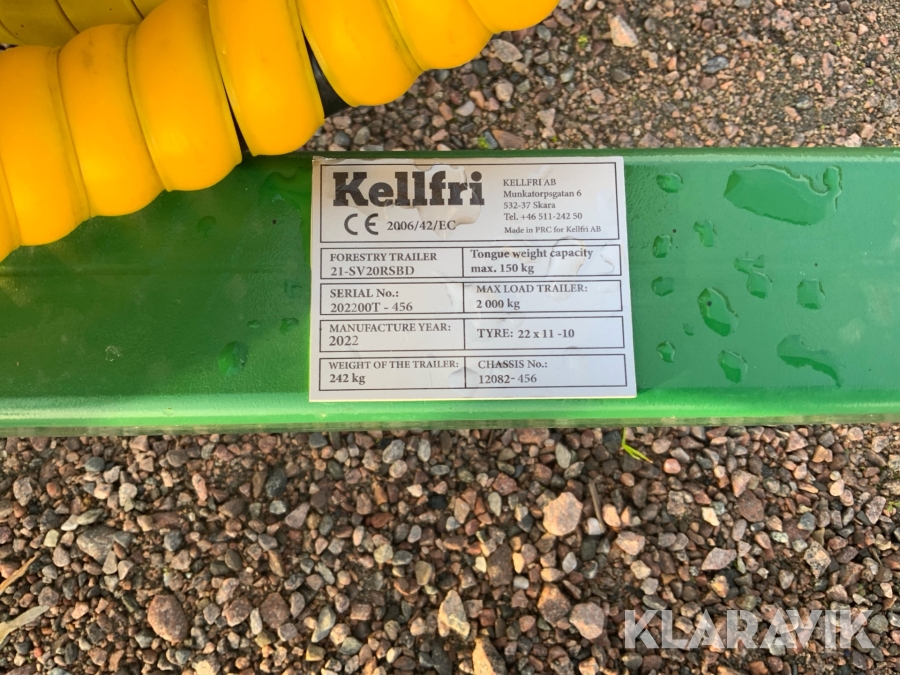 Kellfri
CE 2006/42/EC
KELLFRI AB
Munkatorpsgatan 6
532-37 Skara
Tel. +46 511-242 50
Made in PRC for Kellfri AB
FORESTRY TRAILER
21-SV20RSBD
Tongue weight capacity
max. 150 kg
SERIAL No.:
202200T - 456
MAX LOAD TRAILER:
2 000 kg
MANUFACTURE YEAR:
2022
TYRE: 22 x 11 -10
WEIGHT OF THE TRAILER:
242 kg
CHASSIS No.:
12082- 456
KLARAVIK